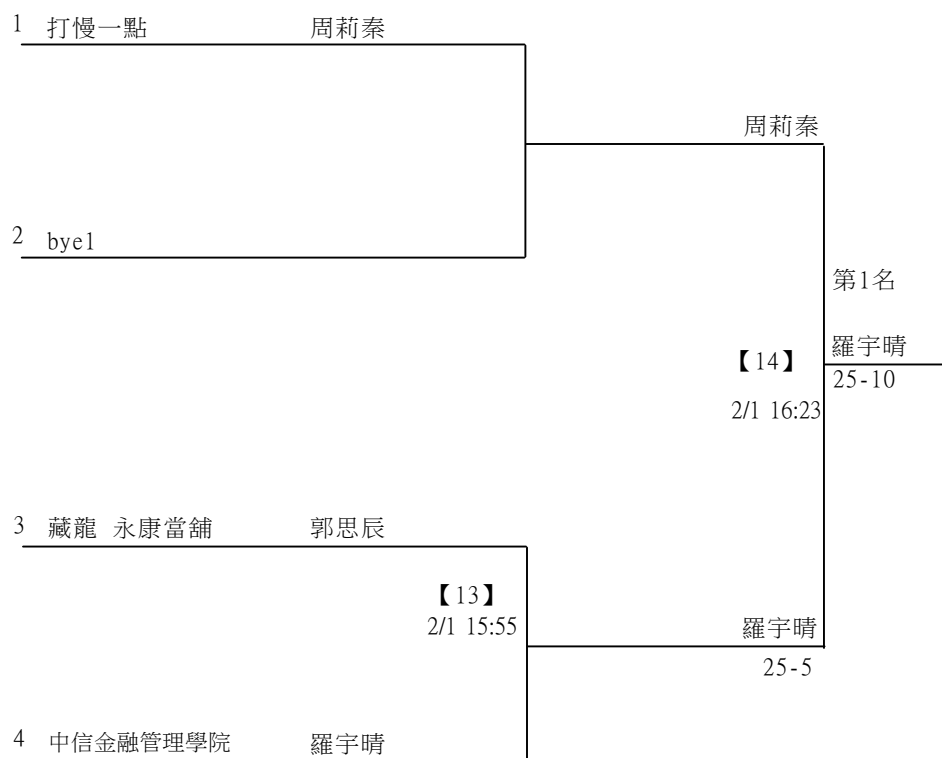 1 打慢一點 周莉秦
周莉秦
2 bye1
第1名
羅宇晴
【14】
25-10
2/1 16:23
3 藏龍 永康當舖 郭思辰
【13】
2/1 15:55
羅宇晴
25-5
4 中信金融管理學院 羅宇晴